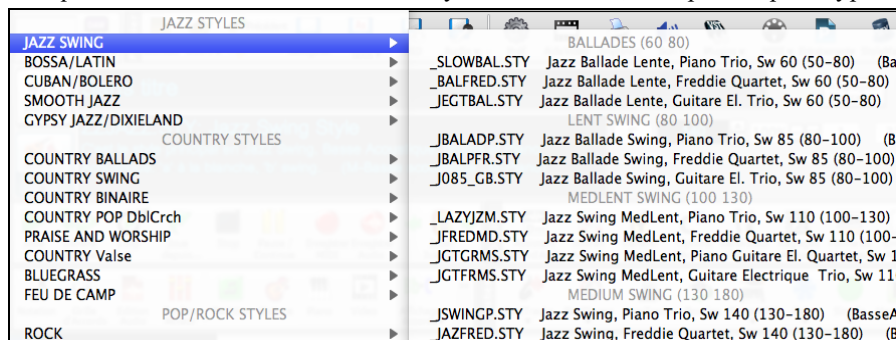 JAZZ STYLES
JAZZ SWING
BOSSA/LATIN
CUBAN/BOLERO
SMOOTH JAZZ
GYPSY JAZZ/DIXIELAND
COUNTRY STYLES
COUNTRY BALLADS
COUNTRY SWING
COUNTRY BINAIRE
COUNTRY POP DblCrch
PRAISE AND WORSHIP
COUNTRY Valse
BLUEGRASS
FEU DE CAMP
POP/ROCK STYLES
ROCK
BALLADES (60 80)
_SLOWBAL.STY Jazz Ballade Lente, Piano Trio, Sw 60 (50-80) (Ba
_BALFRED.STY Jazz Ballade Lente, Freddie Quartet, Sw 60 (50-80)
_JEGTBAL.STY Jazz Ballade Lente, Guitare El. Trio, Sw 60 (50-80)
LENT SWING (80 100)
_JBALADP.STY Jazz Ballade Swing, Piano Trio, Sw 85 (80-100) (B
_JBALPFR.STY Jazz Ballade Swing, Freddie Quartet, Sw 85 (80-100)
_J085_GB.STY Jazz Ballade Swing, Guitare El. Trio, Sw 85 (80-100)
MEDLENT SWING (100 130)
_LAZYJZM.STY Jazz Swing MedLent, Piano Trio, Sw 110 (100-130)
_JFREDMD.STY Jazz Swing MedLent, Freddie Quartet, Sw 110 (100-
_JGTGRMS.STY Jazz Swing MedLent, Piano Guitare El. Quartet, Sw 1
_JGTFRMS.STY Jazz Swing MedLent, Guitare Electrique Trio, Sw 11
MEDIUM SWING (130 180)
_JSWINGP.STY Jazz Swing, Piano Trio, Sw 140 (130-180) (BasseA
_JAZFRED.STY Jazz Swing, Freddie Quartet, Sw 140 (130-180) (B